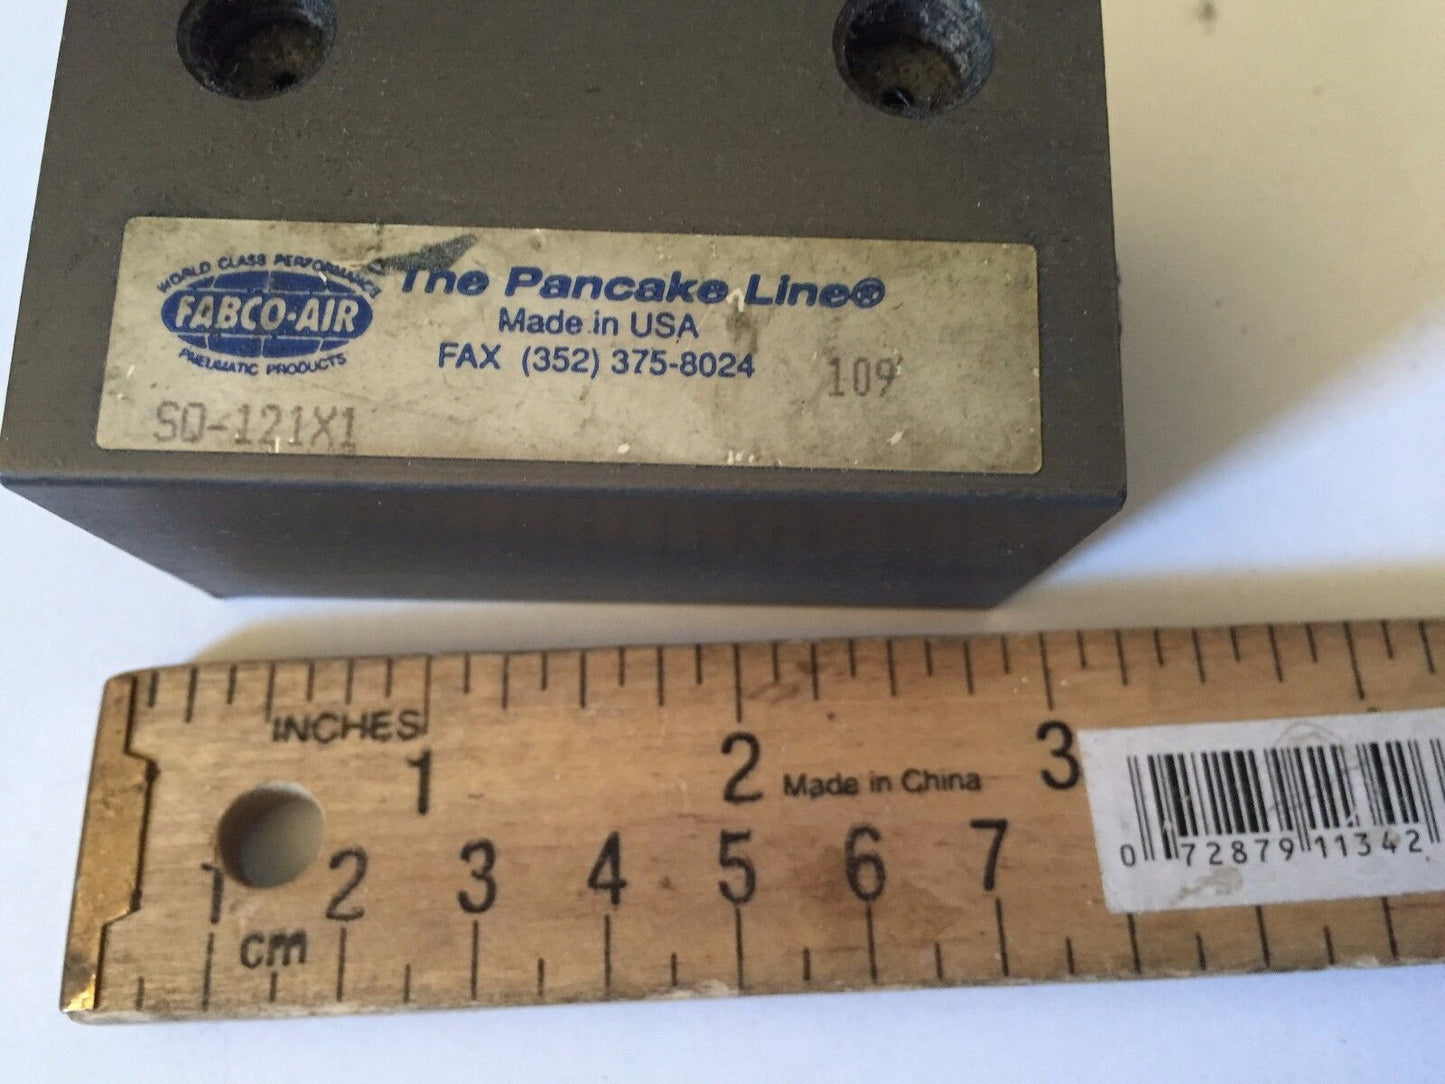 WORLD CLASS PERFORMANCE
FABCO-AIR
PNEUMATIC PRODUCTS
The Pancake Line®
Made in USA
FAX (352) 375-8024
109
SQ-121X1
INCHES
1 2 3
Made in China
1 2 3 4 5 6 7
cm
0 72879 11342